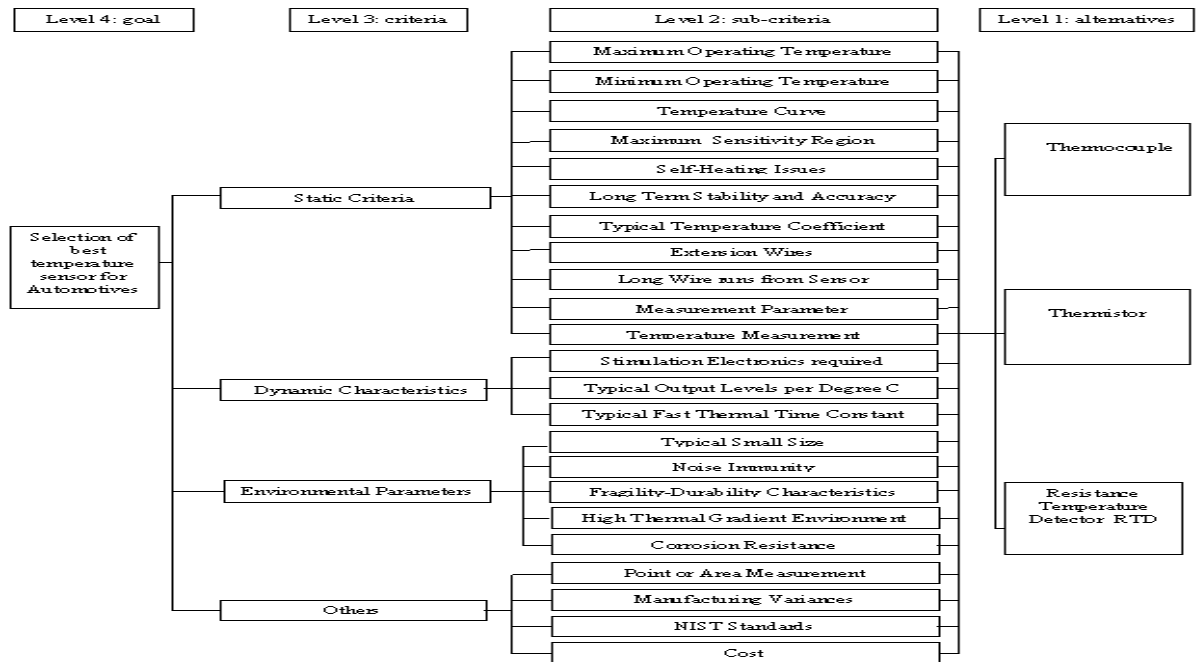 Level 4: goal
Level 3: criteria
Level 2: sub-criteria
Level 1: alternatives
Selection of
best
temperature
sensor for
Automotives
Static Criteria
Dynamic Characteristics
Environmental Parameters
Others
Maximum Operating Temperature
Minimum Operating Temperature
Temperature Curve
Maximum Sensitivity Region
Self-Heating Issues
Long Term Stability and Accuracy
Typical Temperature Coefficient
Extension Wires
Long Wire runs from Sensor
Measurement Parameter
Temperature Measurement
Stimulation Electronics required
Typical Output Levels per Degree C
Typical Fast Thermal Time Constant
Typical Small Size
Noise Immunity
Fragility-Durability Characteristics
High Thermal Gradient Environment
Corrosion Resistance
Point or Area Measurement
Manufacturing Variances
NIST Standards
Cost
Thermocouple
Thermistor
Resistance
Temperature
Detector RTD